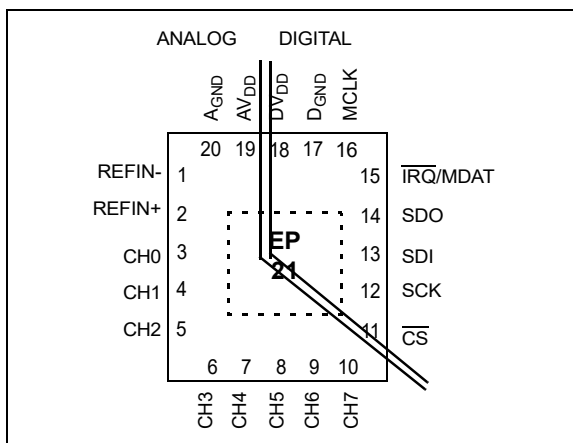 ANALOG DIGITAL
AGND AVDD DVDD DGND MCLK
20 19 18 17 16
REFIN- 1
15 IRQ/MDAT
REFIN+ 2
14 SDO
EP
21
CH0 3
13 SDI
CH1 4
12 SCK
CH2 5
11 CS
6 7 8 9 10
CH3 CH4 CH5 CH6 CH7